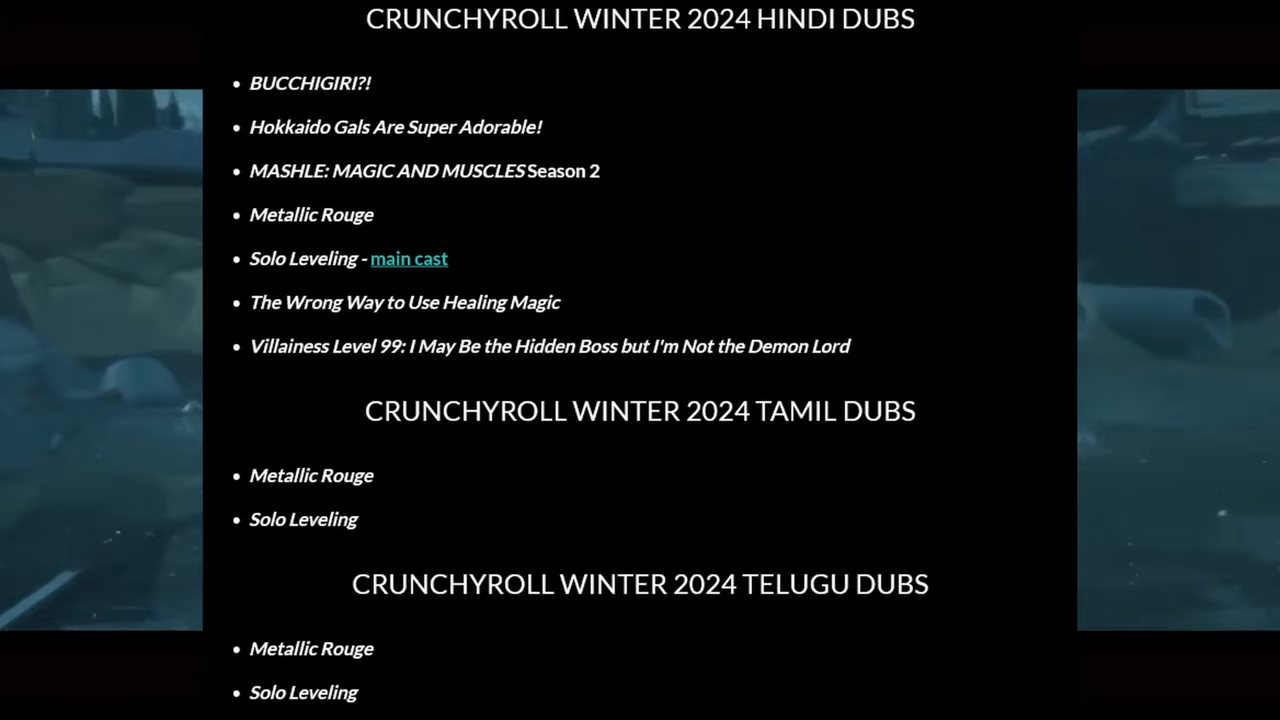 CRUNCHYROLL WINTER 2024 HINDI DUBS
• BUCCHIGIRI?!
• Hokkaido Gals Are Super Adorable!
• MASHLE: MAGIC AND MUSCLES Season 2
• Metallic Rouge
• Solo Leveling - main cast
• The Wrong Way to Use Healing Magic
• Villainess Level 99: I May Be the Hidden Boss but I'm Not the Demon Lord
CRUNCHYROLL WINTER 2024 TAMIL DUBS
• Metallic Rouge
• Solo Leveling
CRUNCHYROLL WINTER 2024 TELUGU DUBS
• Metallic Rouge
• Solo Leveling